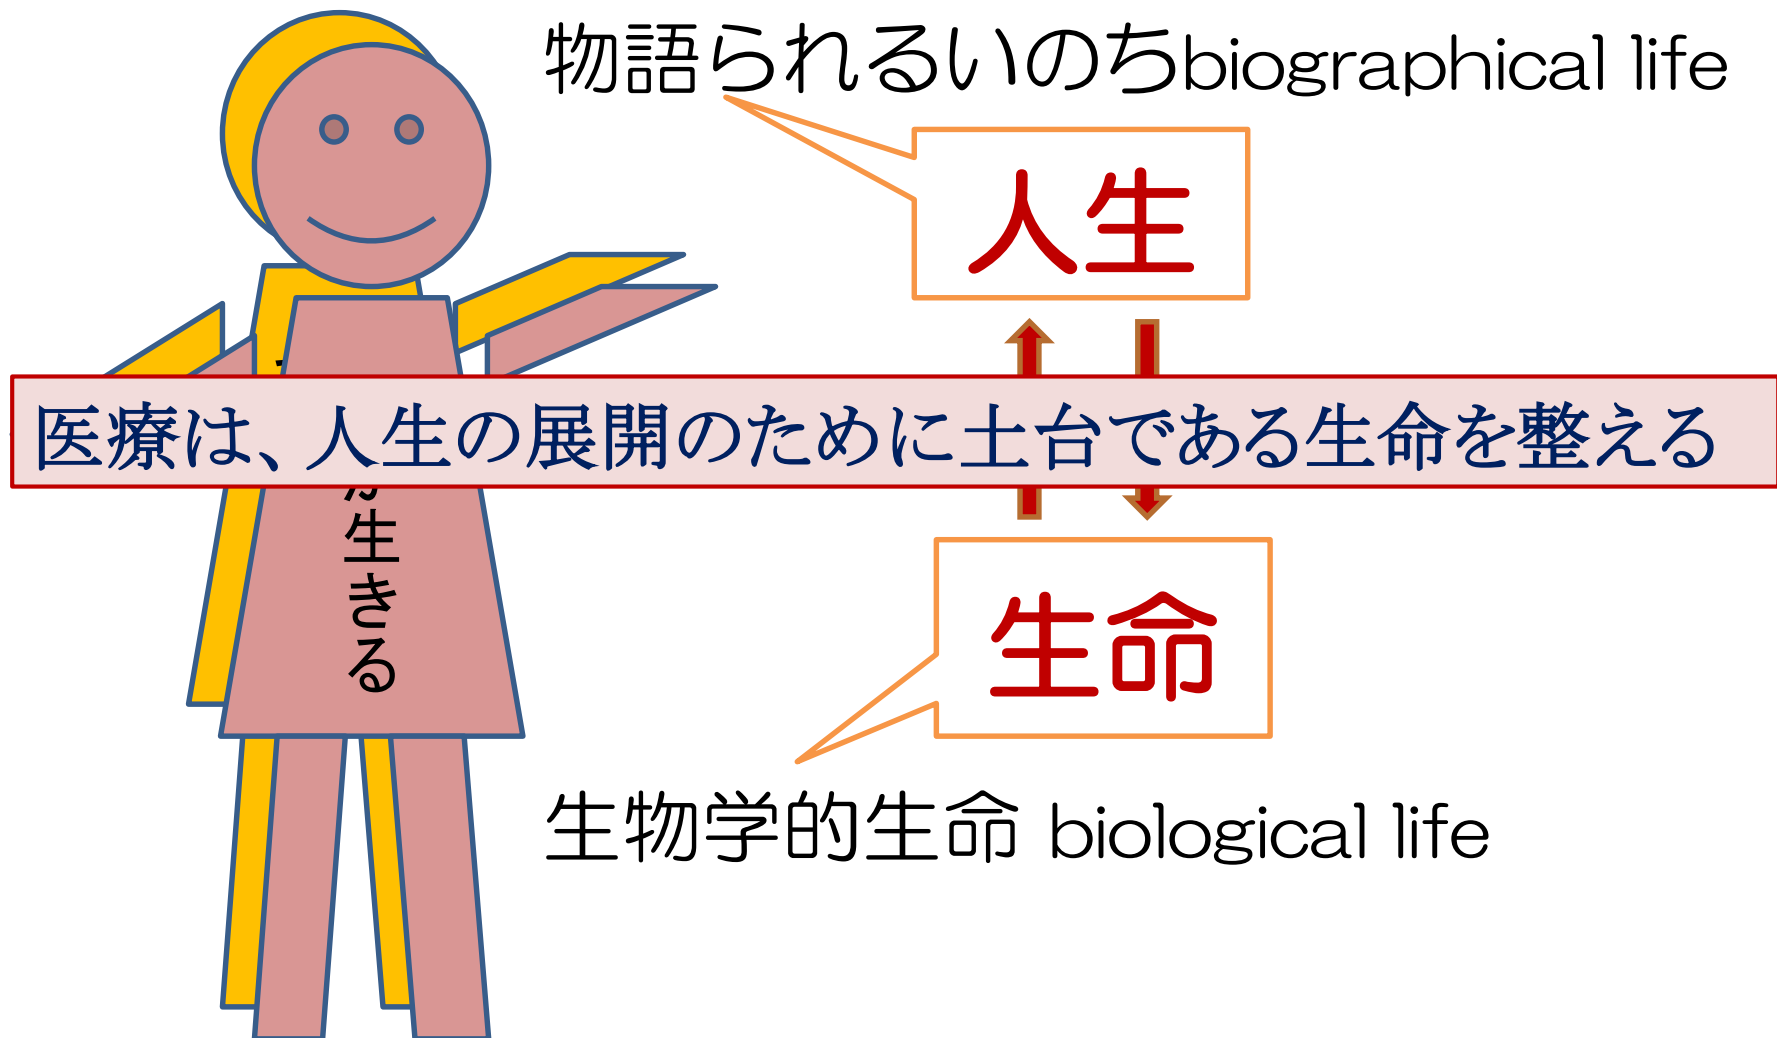 物語られるいのちbiographical life
人生
医療は、人生の展開のために土台である生命を整える
生きる
生命
生物学的生命 biological life